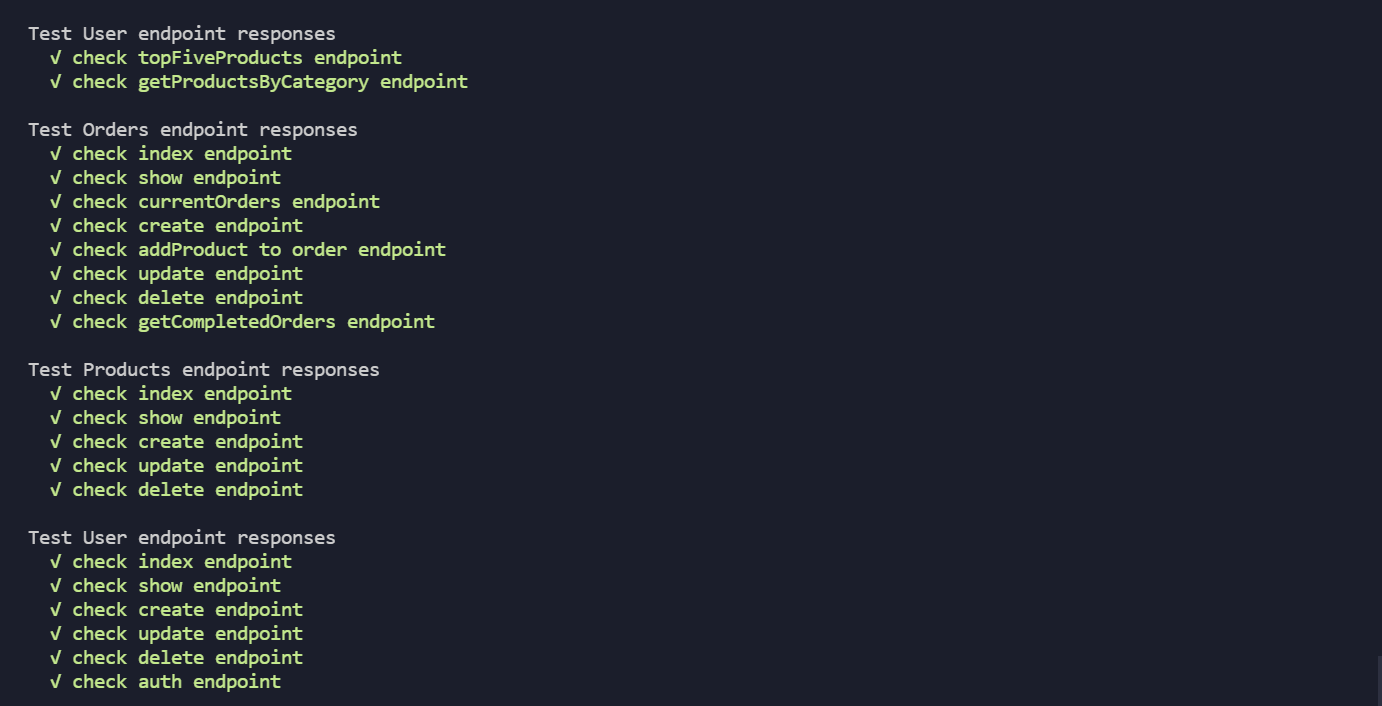 Test User endpoint responses
√ check topFiveProducts endpoint
√ check getProductsByCategory endpoint
Test Orders endpoint responses
√ check index endpoint
√ check show endpoint
√ check currentOrders endpoint
√ check create endpoint
√ check addProduct to order endpoint
√ check update endpoint
√ check delete endpoint
√ check getCompletedOrders endpoint
Test Products endpoint responses
√ check index endpoint
√ check show endpoint
√ check create endpoint
√ check update endpoint
√ check delete endpoint
Test User endpoint responses
√ check index endpoint
√ check show endpoint
√ check create endpoint
√ check update endpoint
√ check delete endpoint
√ check auth endpoint